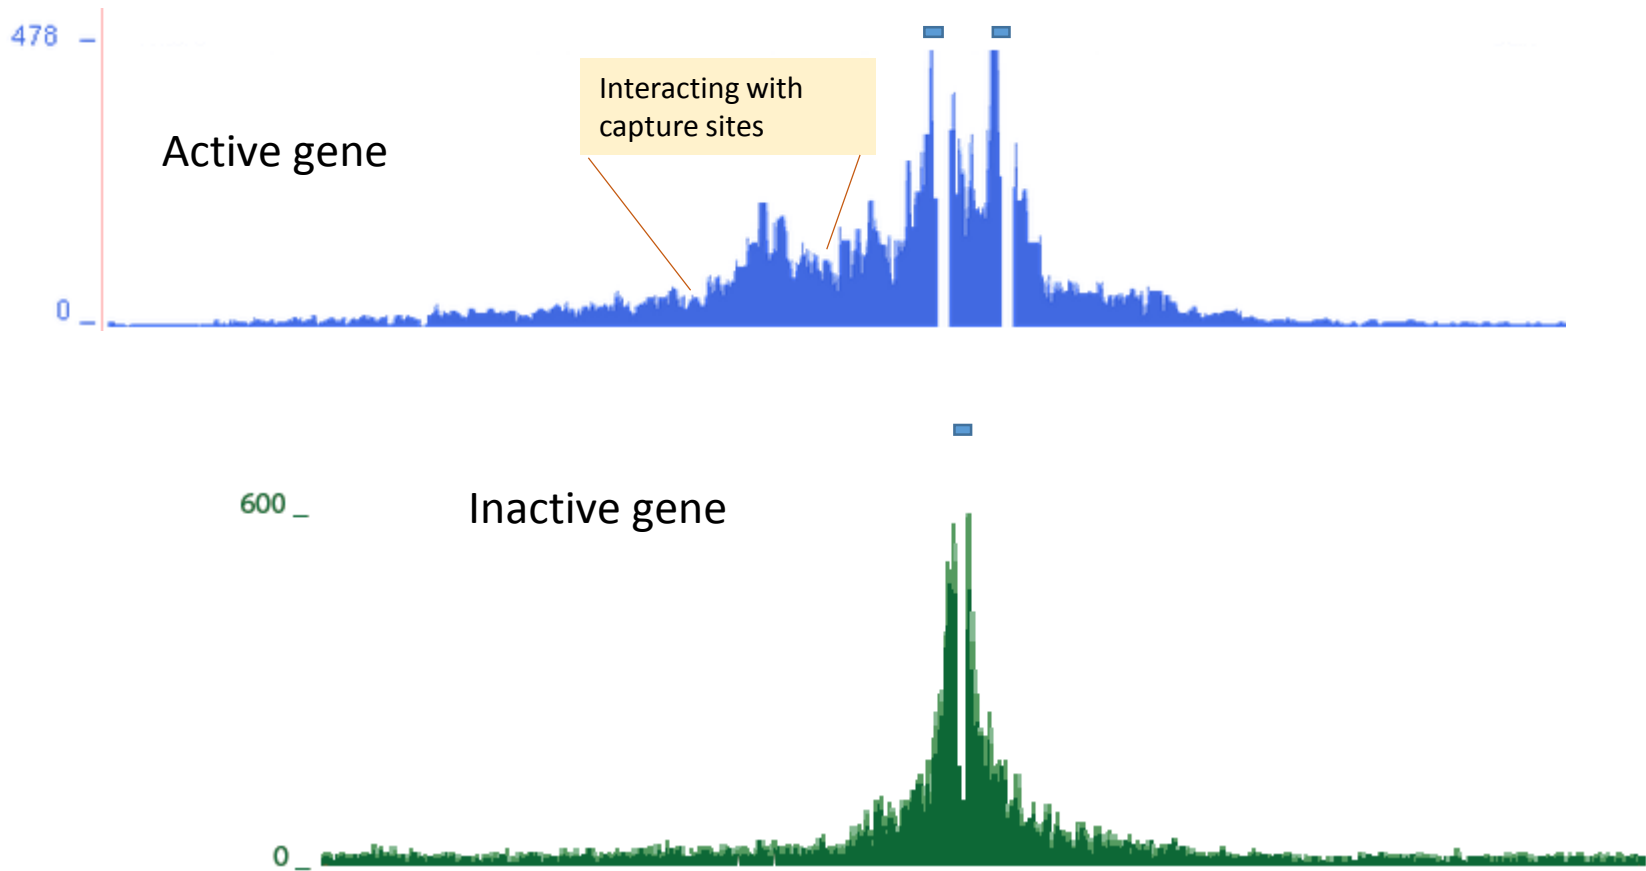 478
Interacting with
capture sites
Active gene
0
600
Inactive gene
0